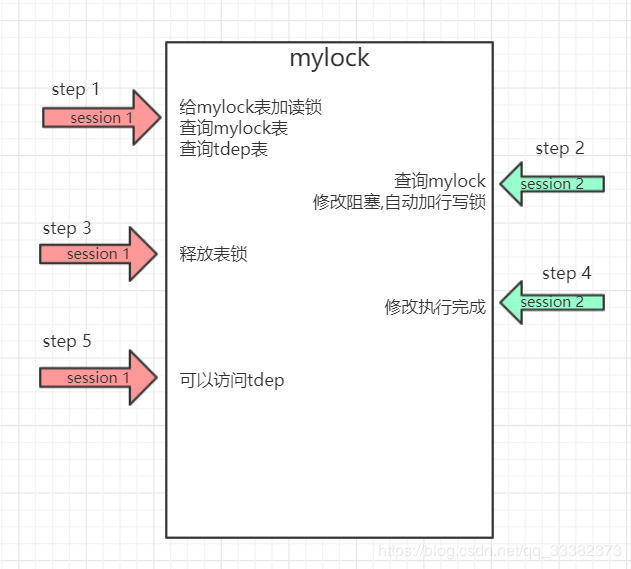 mylock
step 1
session 1
给mylock表加读锁
查询mylock表
查询tdep表
step 2
session 2
查询mylock
修改阻塞,自动加行写锁
step 3
session 1
释放表锁
step 4
session 2
修改执行完成
step 5
session 1
可以访问tdep
https://blog.csdn.net/qq_33382373